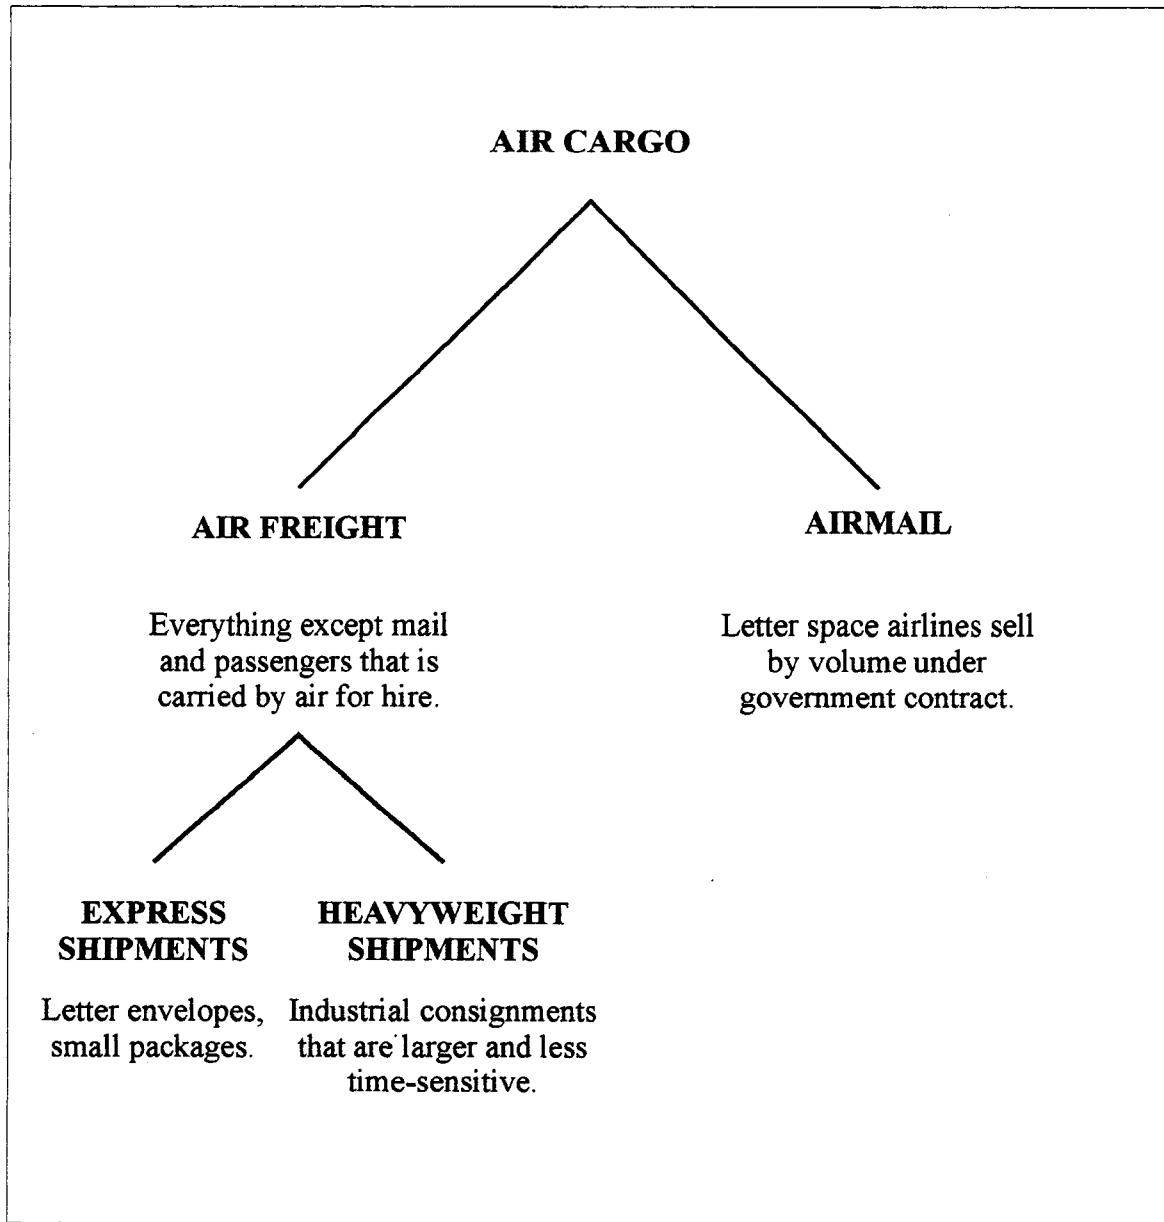 AIR CARGO
AIR FREIGHT
Everything except mail
and passengers that is
carried by air for hire.
AIRMAIL
Letter space airlines sell
by volume under
government contract.
EXPRESS
SHIPMENTS
Letter envelopes,
small packages.
HEAVYWEIGHT
SHIPMENTS
Industrial consignments
that are larger and less
time-sensitive.